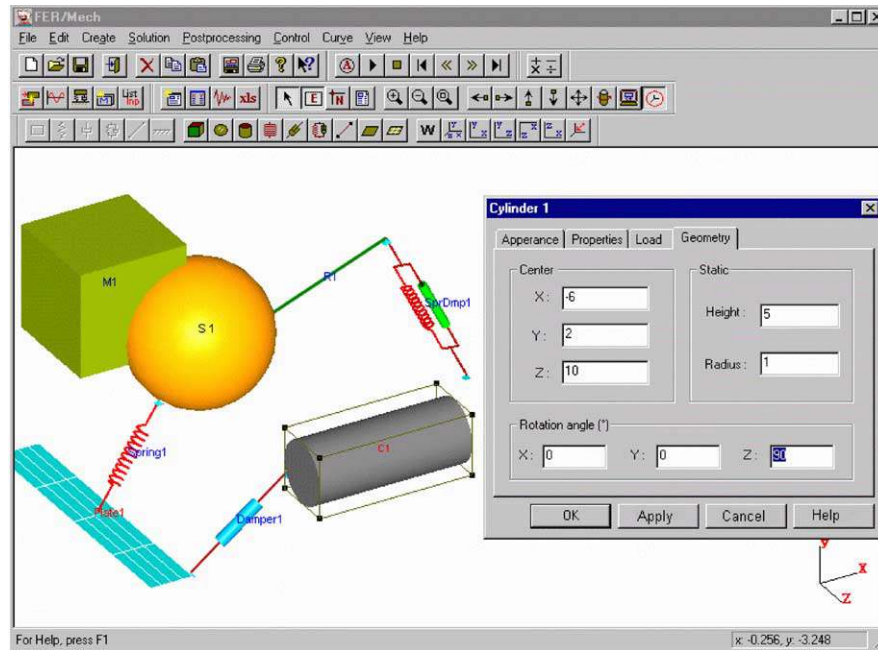 FER/Mech
File Edit Create Solution Postprocessing Control Curve View Help
xls
E N
W
M1
S1
R1
SprDmp1
Spring1
Plate1
Damper1
C1
Cylinder 1
Apperance Properties Load Geometry
Center
X: -6
Y: 2
Z: 10
Static
Height: 5
Radius: 1
Rotation angle (°)
X: 0 Y: 0 Z: 90
OK Apply Cancel Help
y
X
Z
For Help, press F1
x: -0.256, y: -3.248